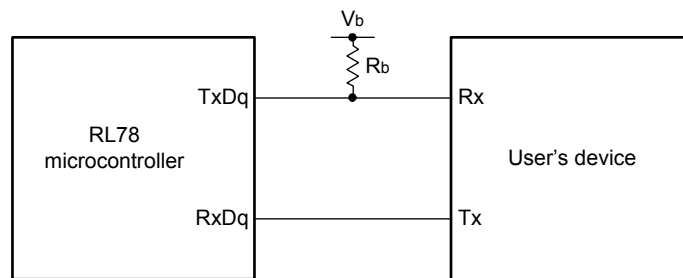 Vb
Rb
TxDq
Rx
RL78
microcontroller
User’s device
RxDq
Tx